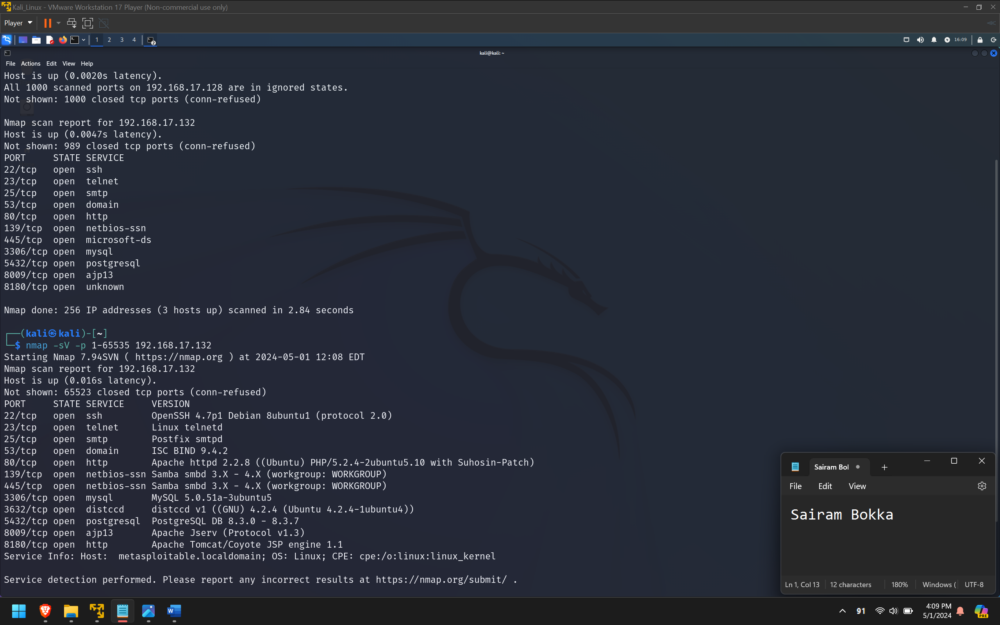 Kali_Linux - VMware Workstation 17 Player (Non-commercial use only)
Player
1 2 3 4
2
16:09
kali@kali: ~
File Actions Edit View Help
Host is up (0.0020s latency).
All 1000 scanned ports on 192.168.17.128 are in ignored states.
Not shown: 1000 closed tcp ports (conn-refused)
Nmap scan report for 192.168.17.132
Host is up (0.0047s latency).
Not shown: 989 closed tcp ports (conn-refused)
PORT     STATE SERVICE
22/tcp   open  ssh
23/tcp   open  telnet
25/tcp   open  smtp
53/tcp   open  domain
80/tcp   open  http
139/tcp  open  netbios-ssn
445/tcp  open  microsoft-ds
3306/tcp open  mysql
5432/tcp open  postgresql
8009/tcp open  ajp13
8180/tcp open  unknown
Nmap done: 256 IP addresses (3 hosts up) scanned in 2.84 seconds
┌──(kali㉿kali)-[~]
└─$ nmap -sV -p 1-65535 192.168.17.132
Starting Nmap 7.94SVN ( https://nmap.org ) at 2024-05-01 12:08 EDT
Nmap scan report for 192.168.17.132
Host is up (0.016s latency).
Not shown: 65523 closed tcp ports (conn-refused)
PORT     STATE SERVICE     VERSION
22/tcp   open  ssh         OpenSSH 4.7p1 Debian 8ubuntu1 (protocol 2.0)
23/tcp   open  telnet      Linux telnetd
25/tcp   open  smtp        Postfix smtpd
53/tcp   open  domain      ISC BIND 9.4.2
80/tcp   open  http        Apache httpd 2.2.8 ((Ubuntu) PHP/5.2.4-2ubuntu5.10 with Suhosin-Patch)
139/tcp  open  netbios-ssn Samba smbd 3.X - 4.X (workgroup: WORKGROUP)
445/tcp  open  netbios-ssn Samba smbd 3.X - 4.X (workgroup: WORKGROUP)
3306/tcp open  mysql       MySQL 5.0.51a-3ubuntu5
3632/tcp open  distccd     distccd v1 ((GNU) 4.2.4 (Ubuntu 4.2.4-1ubuntu4))
5432/tcp open  postgresql  PostgreSQL DB 8.3.0 - 8.3.7
8009/tcp open  ajp13       Apache Jserv (Protocol v1.3)
8180/tcp open  http        Apache Tomcat/Coyote JSP engine 1.1
Service Info: Host:  metasploitable.localdomain; OS: Linux; CPE: cpe:/o:linux:linux_kernel
Service detection performed. Please report any incorrect results at https://nmap.org/submit/ .
Sairam Bol
File Edit View
Sairam Bokka
Ln 1, Col 13 12 characters 180% Windows ( UTF-8
W
91
4:09 PM
5/1/2024
PRE